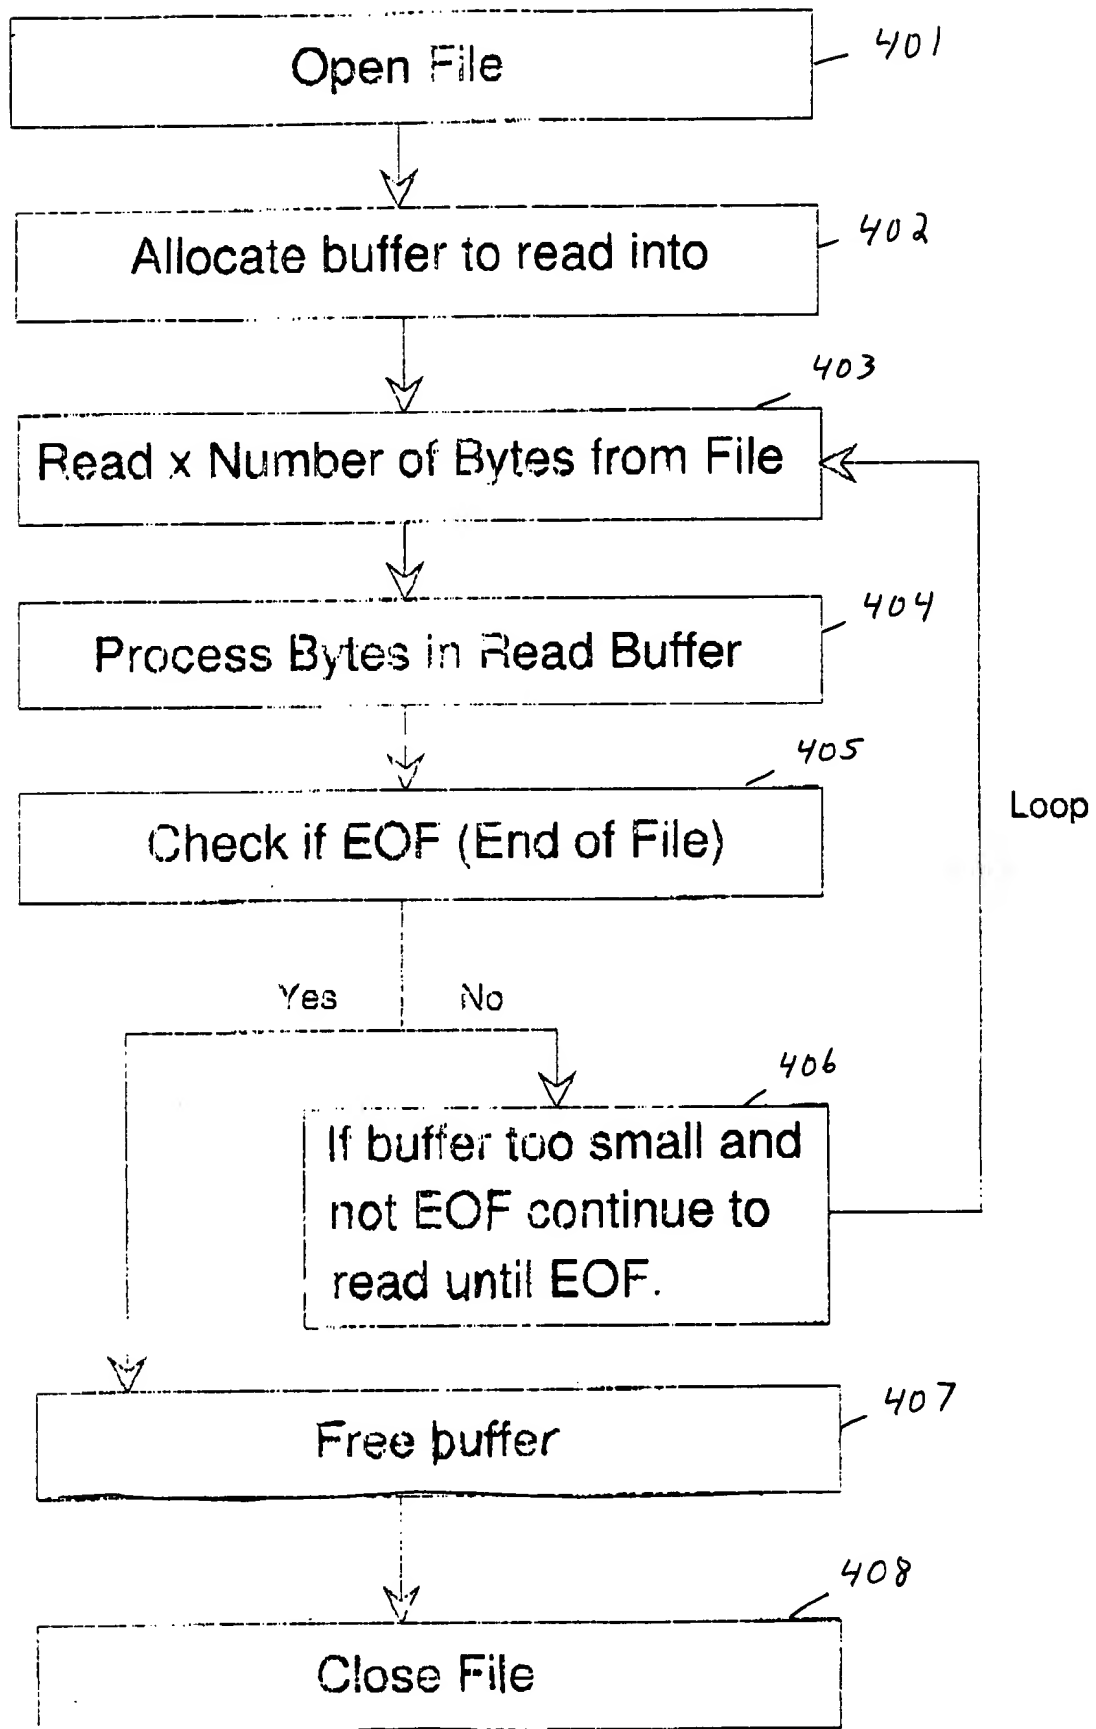 Open File
401
Allocate buffer to read into
402
403
Read x Number of Bytes from File
404
Process Bytes in Read Buffer
405
Check if EOF (End of File)
Loop
Yes No
406
If buffer too small and
not EOF continue to
read until EOF.
407
Free buffer
408
Close File